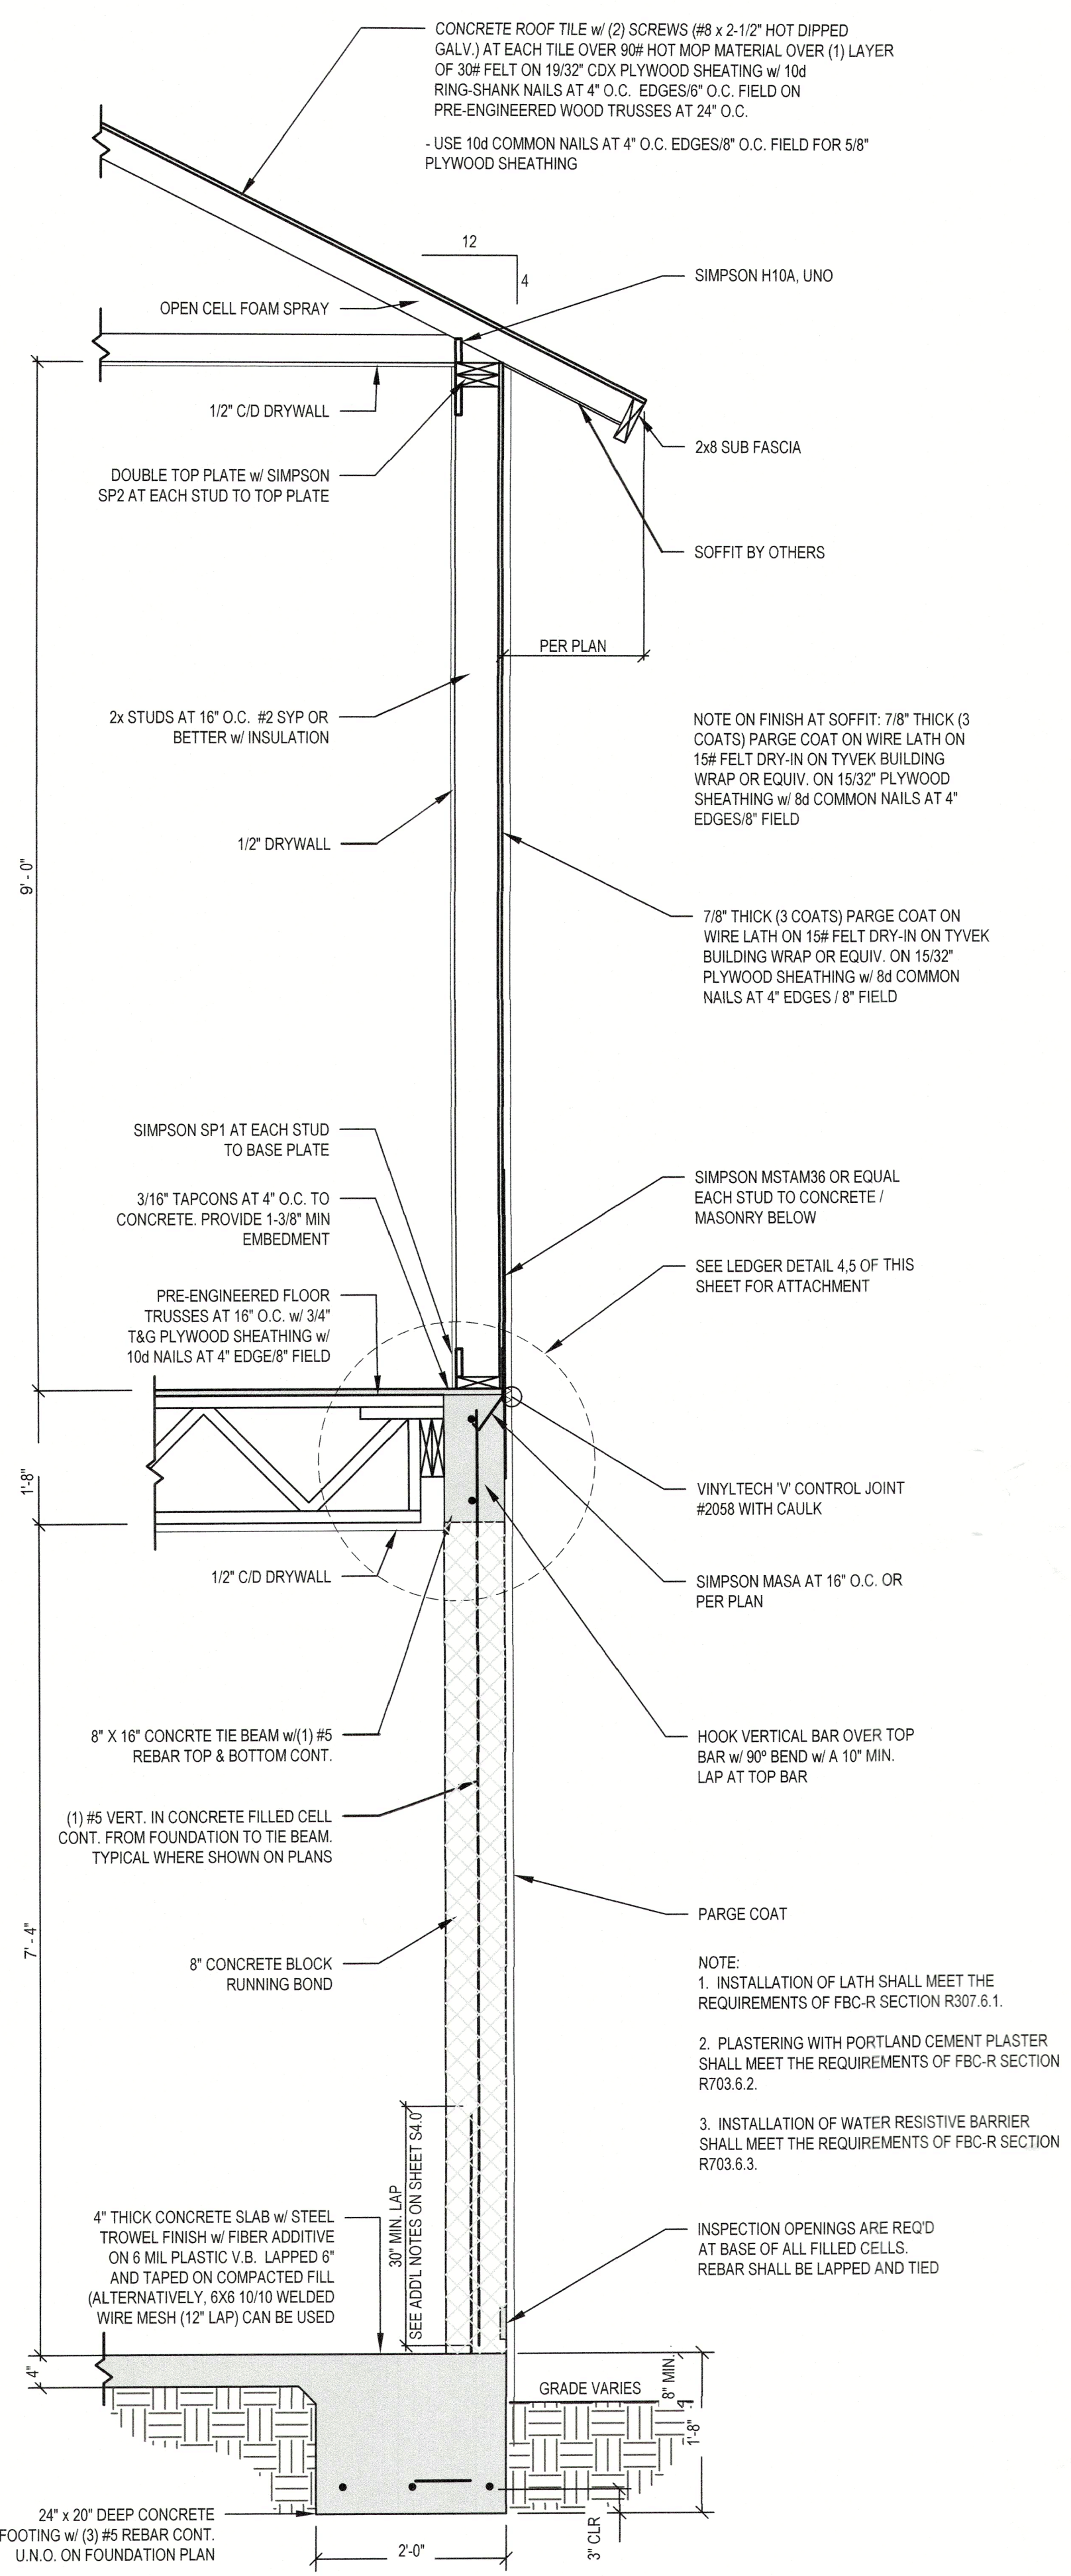 CONCRETE ROOF TILE w/ (2) SCREWS (#8 x 2-1/2" HOT DIPPED
GALV.) AT EACH TILE OVER 90# HOT MOP MATERIAL OVER (1) LAYER
OF 30# FELT ON 19/32" CDX PLYWOOD SHEATING w/ 10d
RING-SHANK NAILS AT 4" O.C. EDGES/6" O.C. FIELD ON
PRE-ENGINEERED WOOD TRUSSES AT 24" O.C.
- USE 10d COMMON NAILS AT 4" O.C. EDGES/8" O.C. FIELD FOR 5/8"
PLYWOOD SHEATHING
12
4
SIMPSON H10A, UNO
OPEN CELL FOAM SPRAY
1/2" C/D DRYWALL
2x8 SUB FASCIA
DOUBLE TOP PLATE w/ SIMPSON
SP2 AT EACH STUD TO TOP PLATE
SOFFIT BY OTHERS
PER PLAN
2x STUDS AT 16" O.C. #2 SYP OR
BETTER w/ INSULATION
NOTE ON FINISH AT SOFFIT: 7/8" THICK (3
COATS) PARGE COAT ON WIRE LATH ON
15# FELT DRY-IN ON TYVEK BUILDING
WRAP OR EQUIV. ON 15/32" PLYWOOD
SHEATHING w/ 8d COMMON NAILS AT 4"
EDGES/8" FIELD
1/2" DRYWALL
9' - 0"
7/8" THICK (3 COATS) PARGE COAT ON
WIRE LATH ON 15# FELT DRY-IN ON TYVEK
BUILDING WRAP OR EQUIV. ON 15/32"
PLYWOOD SHEATHING w/ 8d COMMON
NAILS AT 4" EDGES / 8" FIELD
SIMPSON SP1 AT EACH STUD
TO BASE PLATE
3/16" TAPCONS AT 4" O.C. TO
CONCRETE. PROVIDE 1-3/8" MIN
EMBEDMENT
SIMPSON MSTAM36 OR EQUAL
EACH STUD TO CONCRETE /
MASONRY BELOW
SEE LEDGER DETAIL 4,5 OF THIS
SHEET FOR ATTACHMENT
PRE-ENGINEERED FLOOR
TRUSSES AT 16" O.C. w/ 3/4"
T&G PLYWOOD SHEATHING w/
10d NAILS AT 4" EDGE/8" FIELD
1'-8"
VINYLTECH 'V' CONTROL JOINT
#2058 WITH CAULK
1/2" C/D DRYWALL
SIMPSON MASA AT 16" O.C. OR
PER PLAN
8" X 16" CONCRTE TIE BEAM w/(1) #5
REBAR TOP & BOTTOM CONT.
HOOK VERTICAL BAR OVER TOP
BAR w/ 90º BEND w/ A 10" MIN.
LAP AT TOP BAR
(1) #5 VERT. IN CONCRETE FILLED CELL
CONT. FROM FOUNDATION TO TIE BEAM.
TYPICAL WHERE SHOWN ON PLANS
PARGE COAT
7' - 4"
8" CONCRETE BLOCK
RUNNING BOND
NOTE:
1. INSTALLATION OF LATH SHALL MEET THE
REQUIREMENTS OF FBC-R SECTION R307.6.1.
2. PLASTERING WITH PORTLAND CEMENT PLASTER
SHALL MEET THE REQUIREMENTS OF FBC-R SECTION
R703.6.2.
3. INSTALLATION OF WATER RESISTIVE BARRIER
SHALL MEET THE REQUIREMENTS OF FBC-R SECTION
R703.6.3.
30" MIN. LAP
SEE ADD'L NOTES ON SHEET S4.0
4" THICK CONCRETE SLAB w/ STEEL
TROWEL FINISH w/ FIBER ADDITIVE
ON 6 MIL PLASTIC V.B. LAPPED 6"
AND TAPED ON COMPACTED FILL
(ALTERNATIVELY, 6X6 10/10 WELDED
WIRE MESH (12" LAP) CAN BE USED
INSPECTION OPENINGS ARE REQ'D
AT BASE OF ALL FILLED CELLS.
REBAR SHALL BE LAPPED AND TIED
4"
GRADE VARIES
8" MIN.
1'-8"
24" x 20" DEEP CONCRETE
FOOTING w/ (3) #5 REBAR CONT.
U.N.O. ON FOUNDATION PLAN
2'-0"
3" CLR